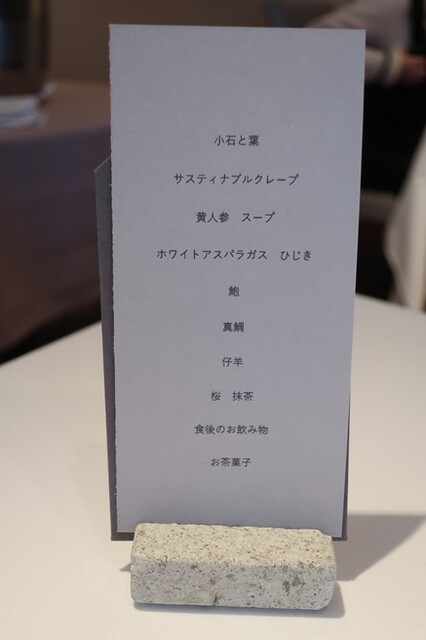 小石と葉
サスティナブルクレープ
黄人参　スープ
ホワイトアスパラガス　ひじき
鮑
真鯛
仔羊
桜　抹茶
食後のお飲み物
お茶菓子